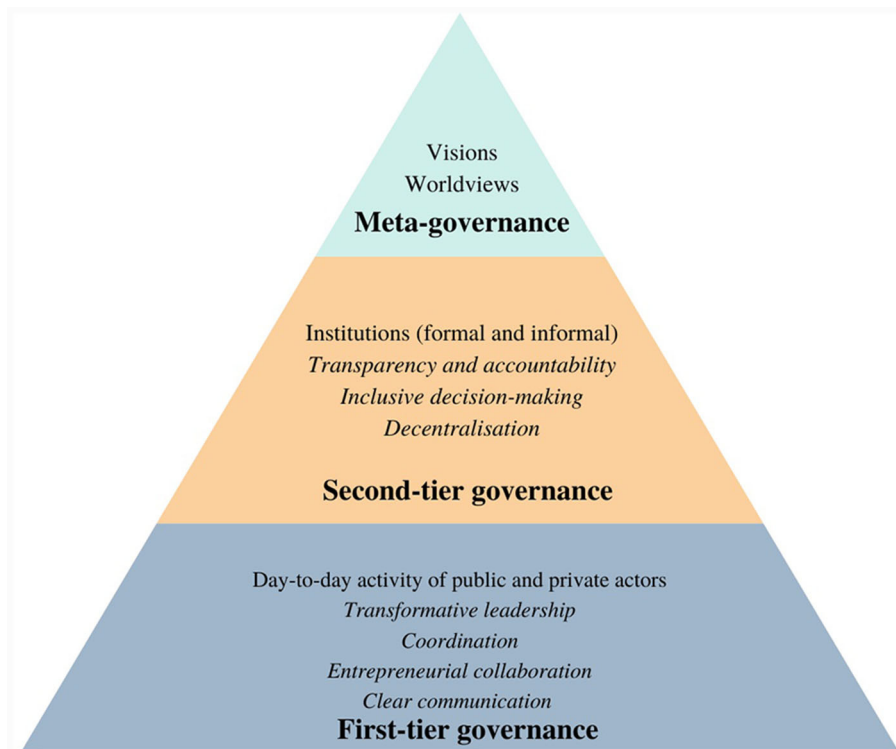 Visions
Worldviews
Meta-governance
Institutions (formal and informal)
Transparency and accountability
Inclusive decision-making
Decentralisation
Second-tier governance
Day-to-day activity of public and private actors
Transformative leadership
Coordination
Entrepreneurial collaboration
Clear communication
First-tier governance